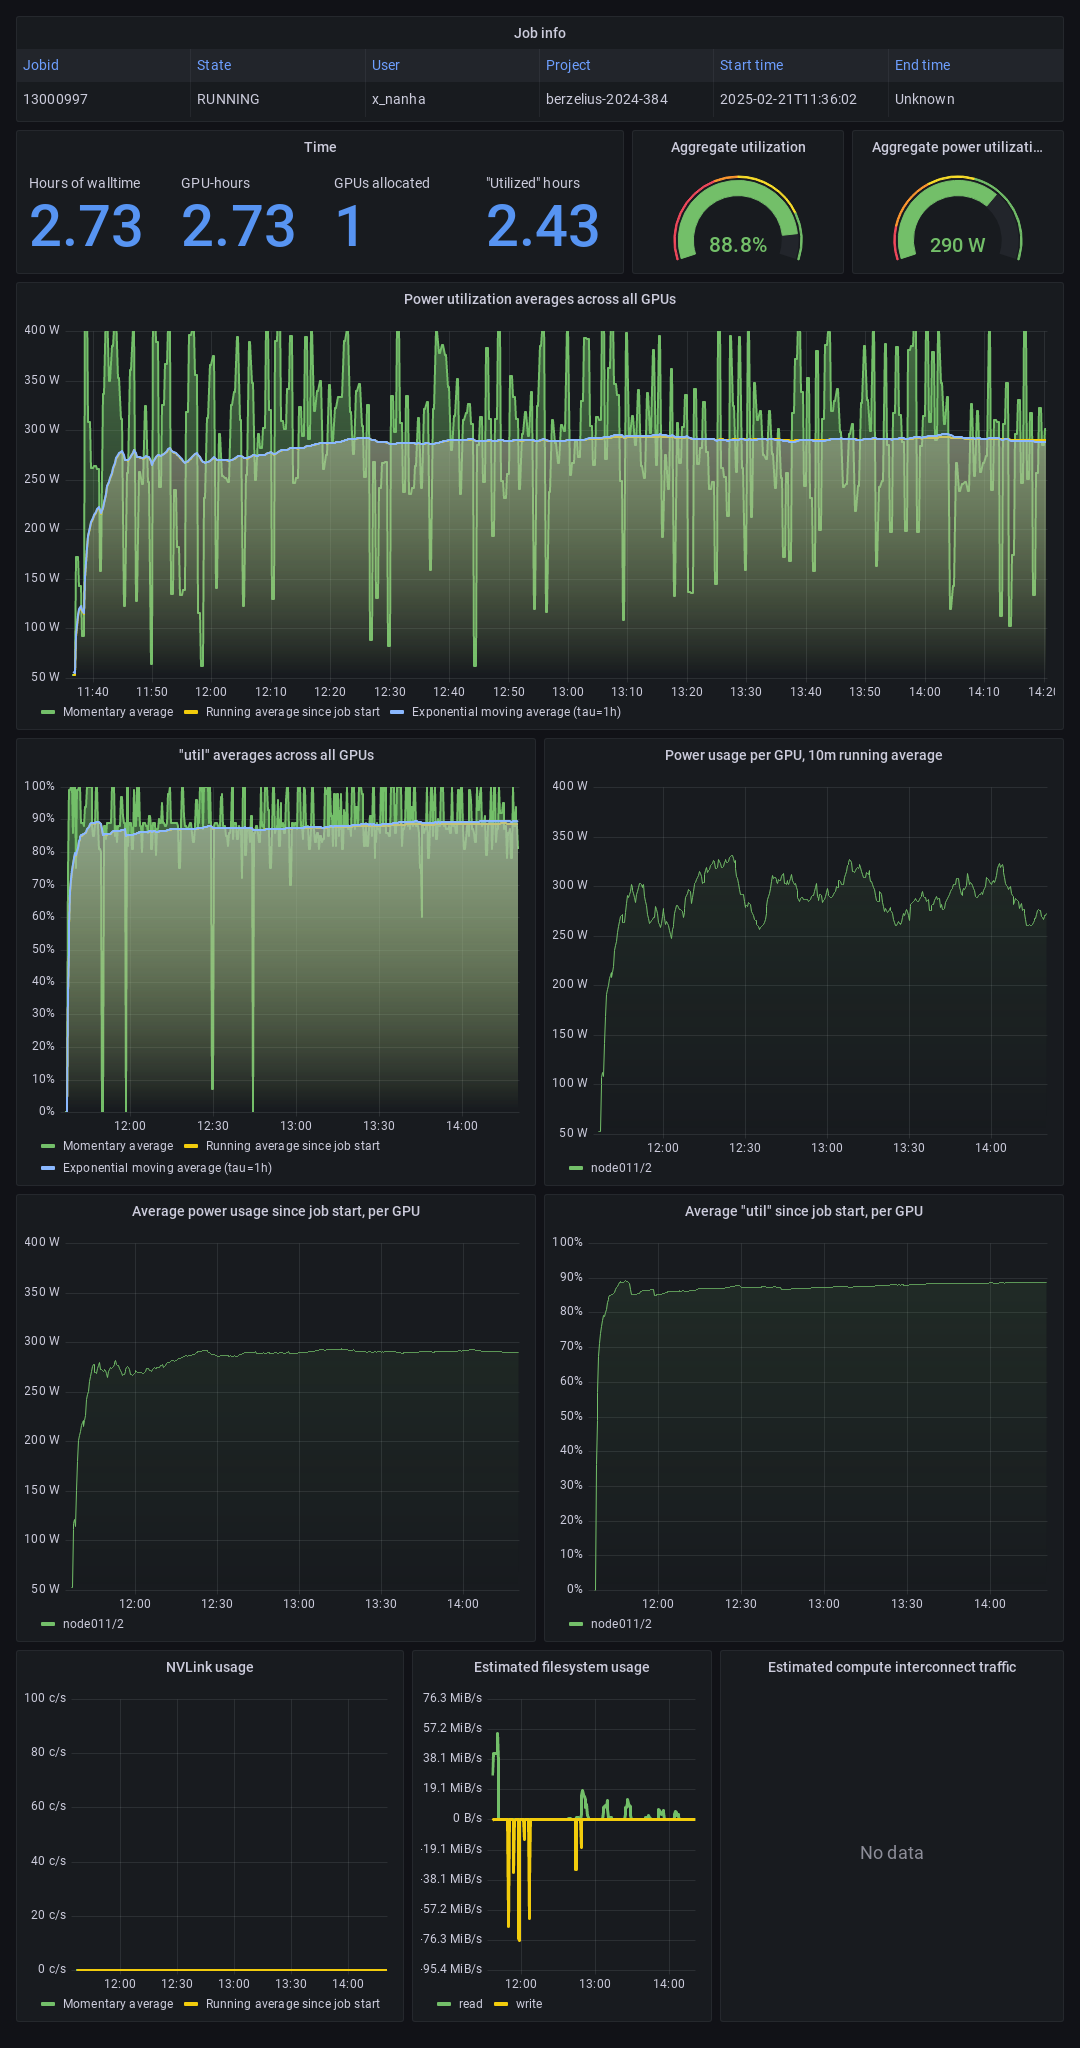 Job info
Jobid State User Project Start time End time
13000997 RUNNING x_nanha berzelius-2024-384 2025-02-21T11:36:02 Unknown
Time
Hours of walltime GPU-hours GPUs allocated "Utilized" hours
2.73 2.73 1 2.43
Aggregate utilization
88.8%
Aggregate power utilizati...
290 W
Power utilization averages across all GPUs
400 W
350 W
300 W
250 W
200 W
150 W
100 W
50 W
11:40 11:50 12:00 12:10 12:20 12:30 12:40 12:50 13:00 13:10 13:20 13:30 13:40 13:50 14:00 14:10 14:20
Momentary average Running average since job start Exponential moving average (tau=1h)
"util" averages across all GPUs
100%
90%
80%
70%
60%
50%
40%
30%
20%
10%
0%
12:00 12:30 13:00 13:30 14:00
Momentary average Running average since job start
Exponential moving average (tau=1h)
Power usage per GPU, 10m running average
400 W
350 W
300 W
250 W
200 W
150 W
100 W
50 W
12:00 12:30 13:00 13:30 14:00
node011/2
Average power usage since job start, per GPU
400 W
350 W
300 W
250 W
200 W
150 W
100 W
50 W
12:00 12:30 13:00 13:30 14:00
node011/2
Average "util" since job start, per GPU
100%
90%
80%
70%
60%
50%
40%
30%
20%
10%
0%
12:00 12:30 13:00 13:30 14:00
node011/2
NVLink usage
100 c/s
80 c/s
60 c/s
40 c/s
20 c/s
0 c/s
12:00 12:30 13:00 13:30 14:00
Momentary average Running average since job start
Estimated filesystem usage
76.3 MiB/s
57.2 MiB/s
38.1 MiB/s
19.1 MiB/s
0 B/s
-19.1 MiB/s
-38.1 MiB/s
-57.2 MiB/s
-76.3 MiB/s
-95.4 MiB/s
12:00 13:00 14:00
read write
Estimated compute interconnect traffic
No data